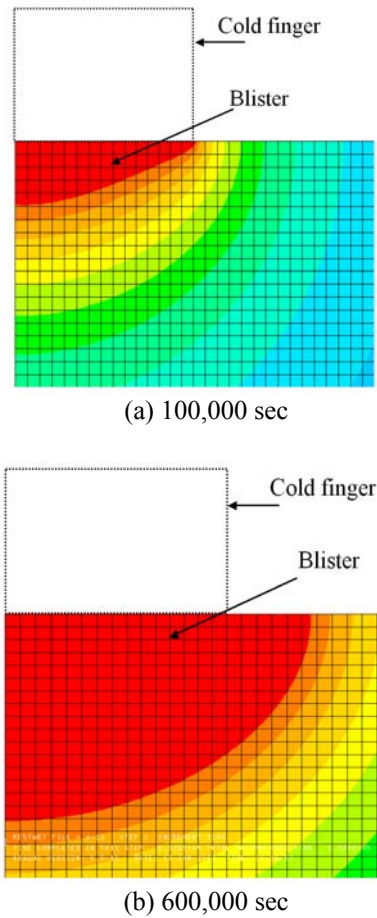 Cold finger
Blister
(a) 100,000 sec
Cold finger
Blister
(b) 600,000 sec